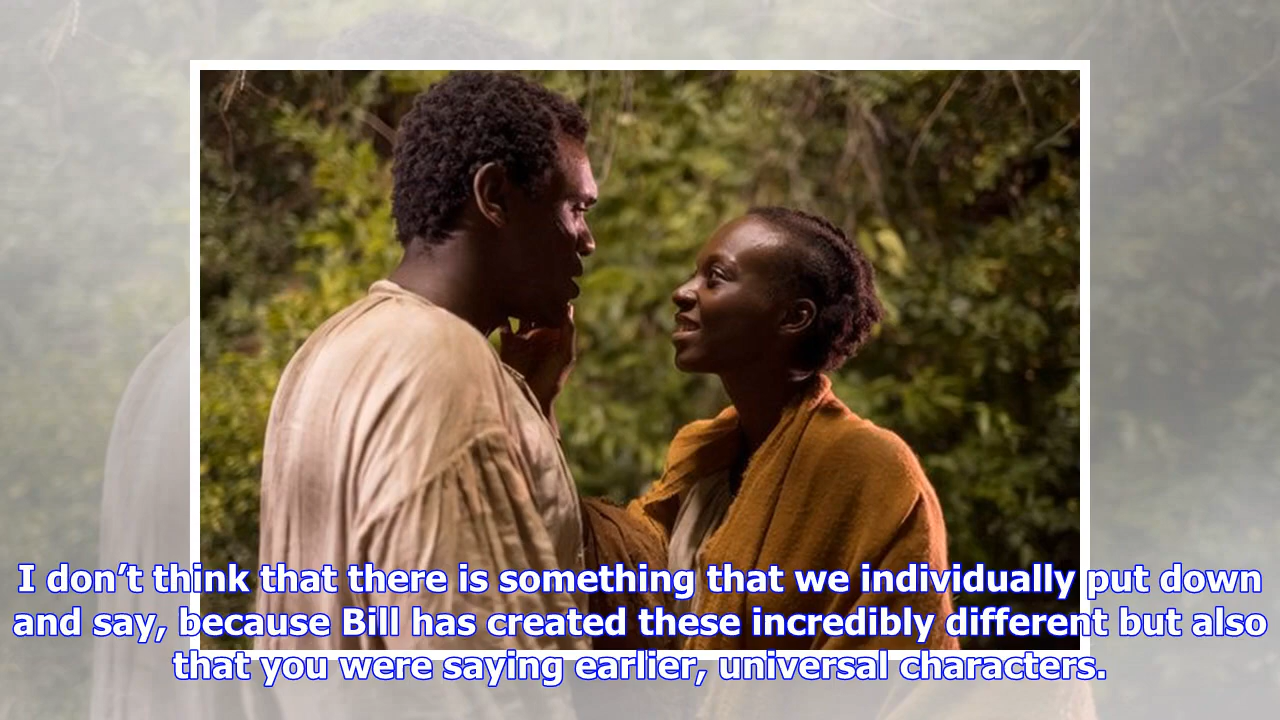 I don’t think that there is something that we individually put down
and say, because Bill has created these incredibly different but also
that you were saying earlier, universal characters.